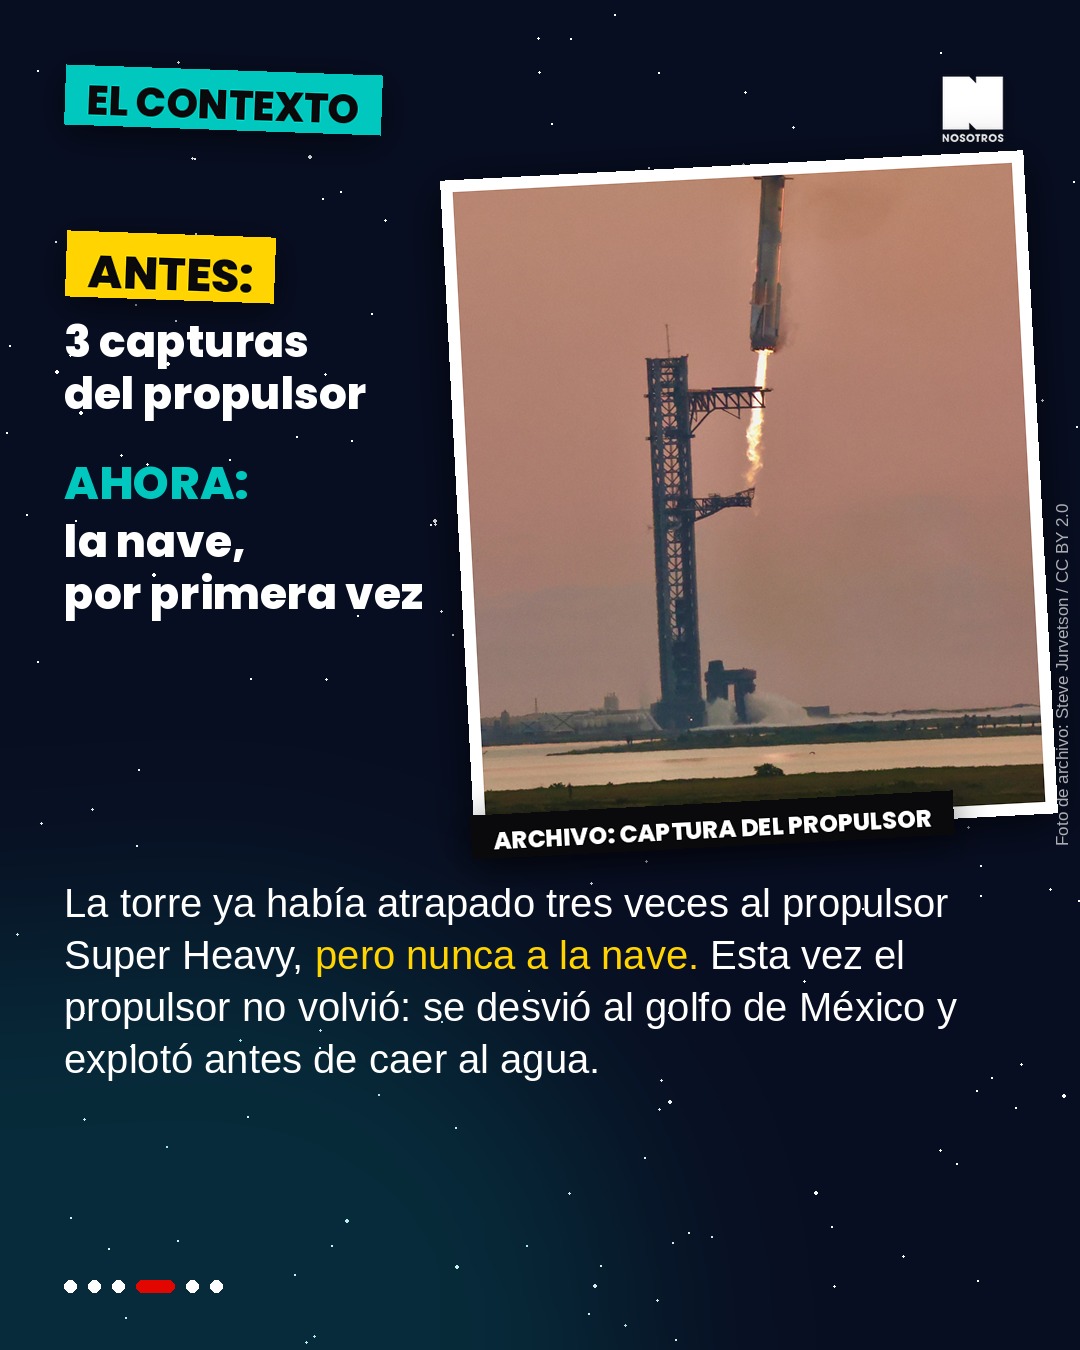 EL CONTEXTO
N
NOSOTROS
ANTES:
3 capturas
del propulsor
AHORA:
la nave,
por primera vez
ARCHIVO: CAPTURA DEL PROPULSOR
Foto de archivo: Steve Jurvetson / CC BY 2.0
La torre ya había atrapado tres veces al propulsor
Super Heavy, pero nunca a la nave. Esta vez el
propulsor no volvió: se desvió al golfo de México y
explotó antes de caer al agua.